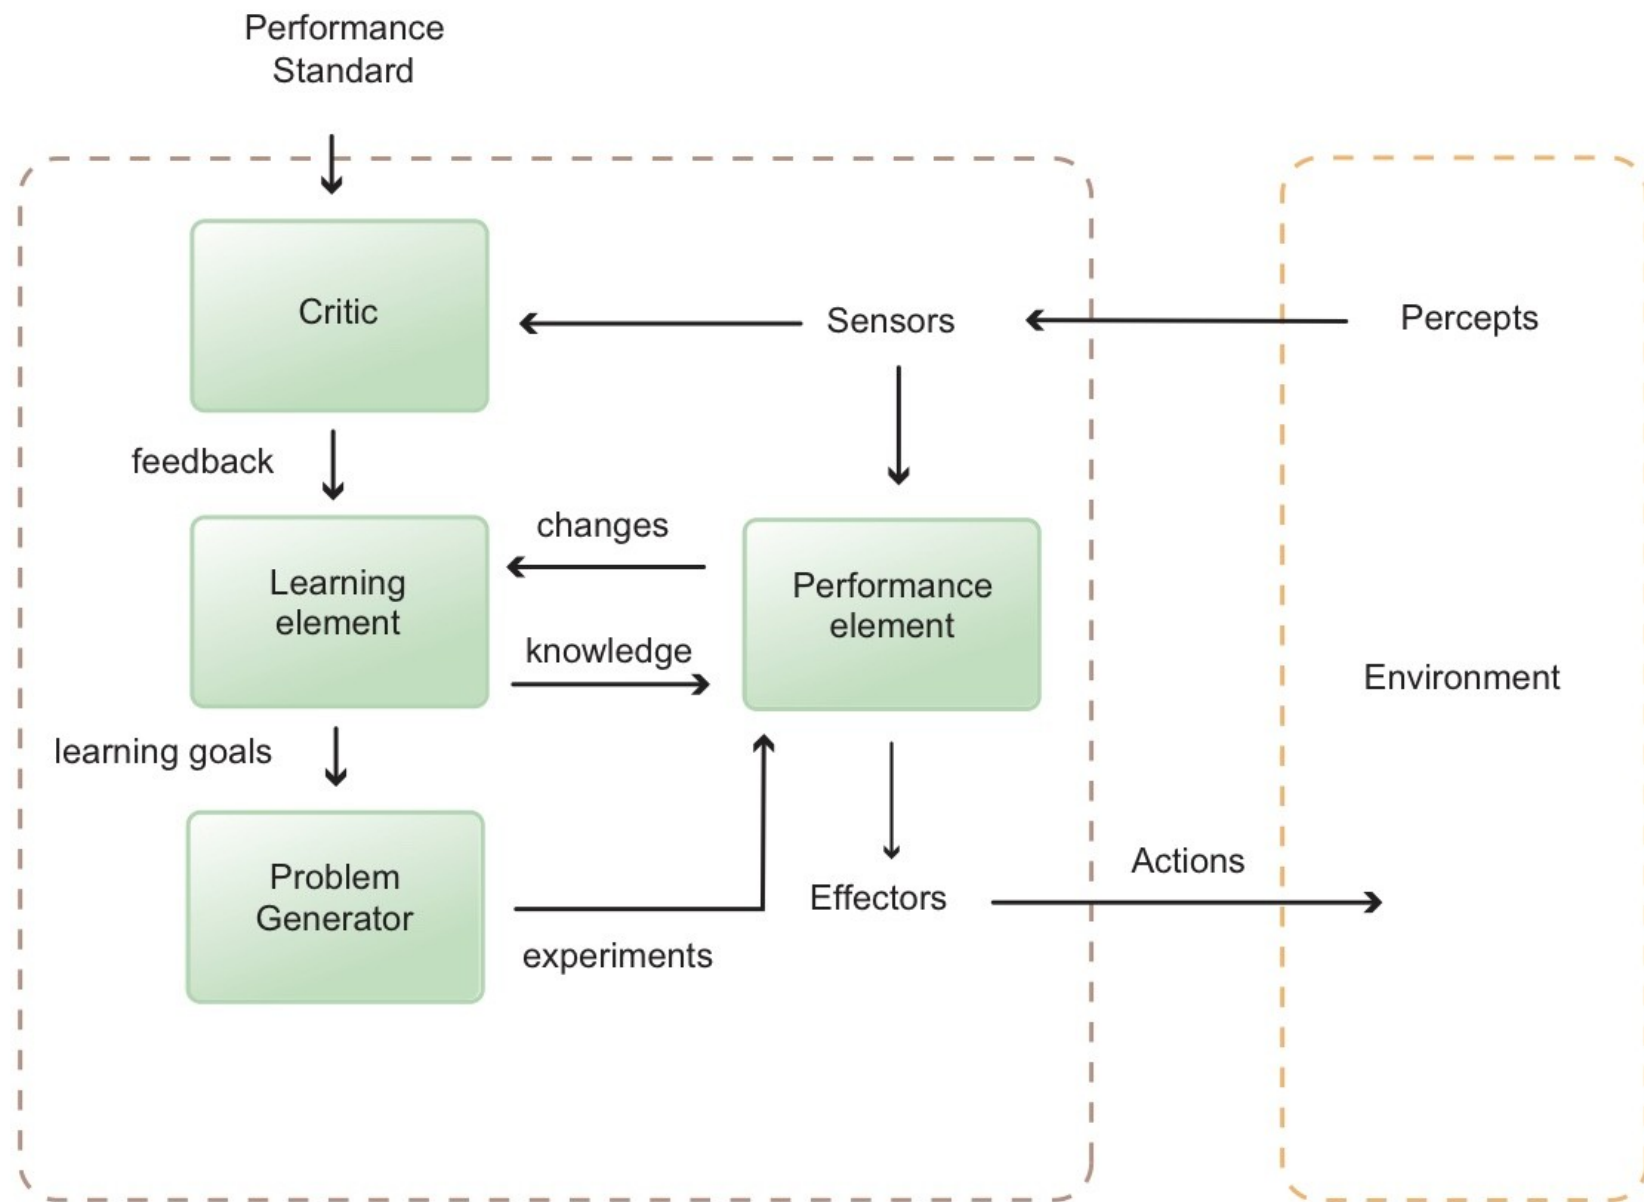 Performance
Standard
Critic
Sensors
Percepts
feedback
changes
Learning
element
Performance
element
knowledge
Environment
learning goals
Problem
Generator
Effectors
Actions
experiments